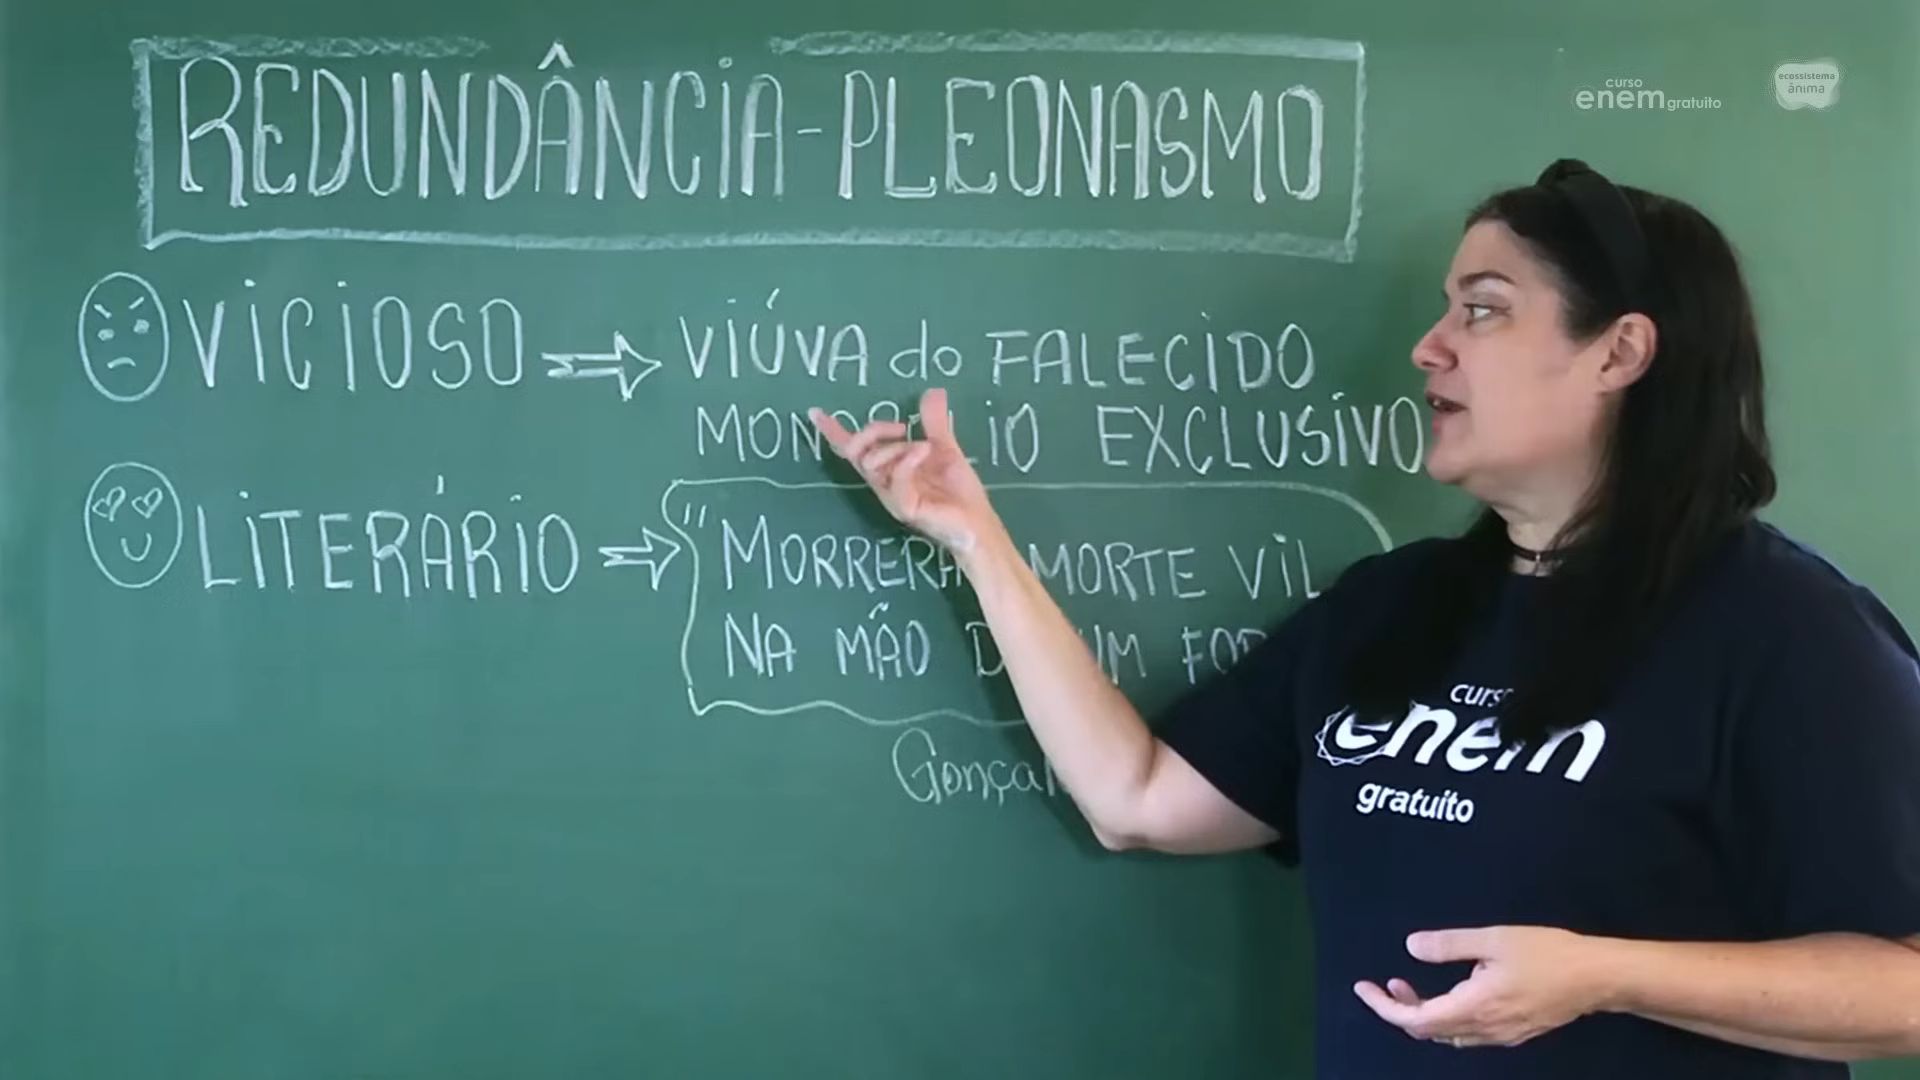 REDUNDÂNCIA-PLEONASMO
curso
enem gratuito
ecossistema
ânima
VICIOSO ⇒ VIÚVA do FALECIDO
EXCLUSIVO
LITERÁRIO ⇒ "MORRERÁ MORTE VIL
NA MÃO UM
curso
enem
gratuito